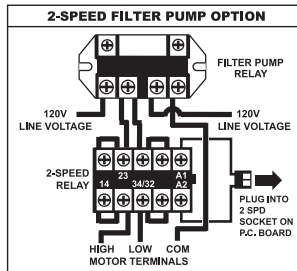 2-SPEED FILTER PUMP OPTION
FILTER PUMP
RELAY
120V
LINE VOLTAGE
120V
LINE VOLTAGE
2-SPEED
RELAY
23
14
34/32
A1
A2
PLUG INTO
2 SPD
SOCKET ON
P.C. BOARD
HIGH LOW COM
MOTOR TERMINALS